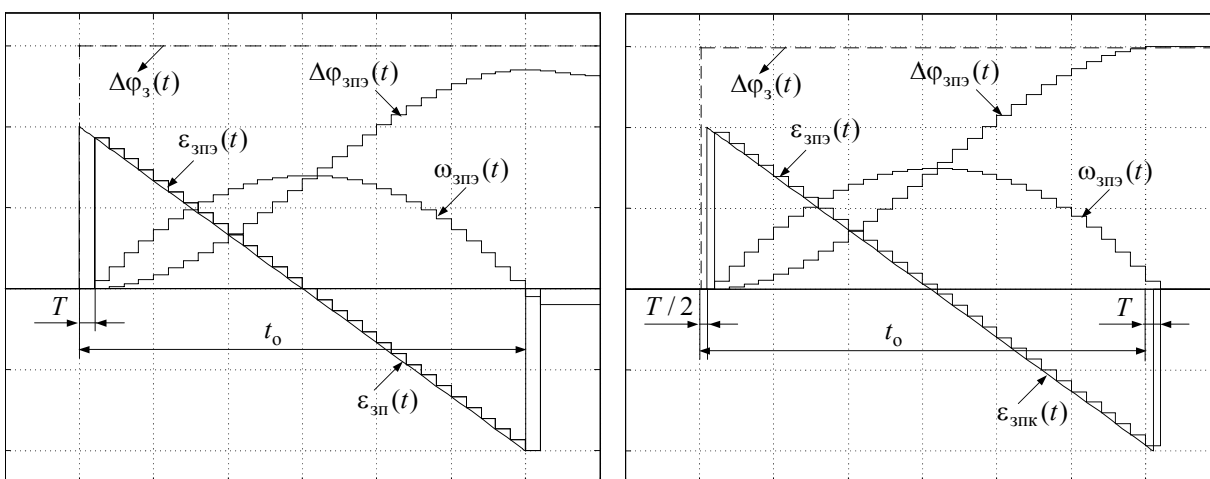 Δφз(t)
Δφзпэ(t)
εзпэ(t)
ωзпэ(t)
T
tо
εзп(t)
Δφз(t)
Δφзпэ(t)
εзпэ(t)
ωзпэ(t)
T / 2
T
tо
εзпк(t)